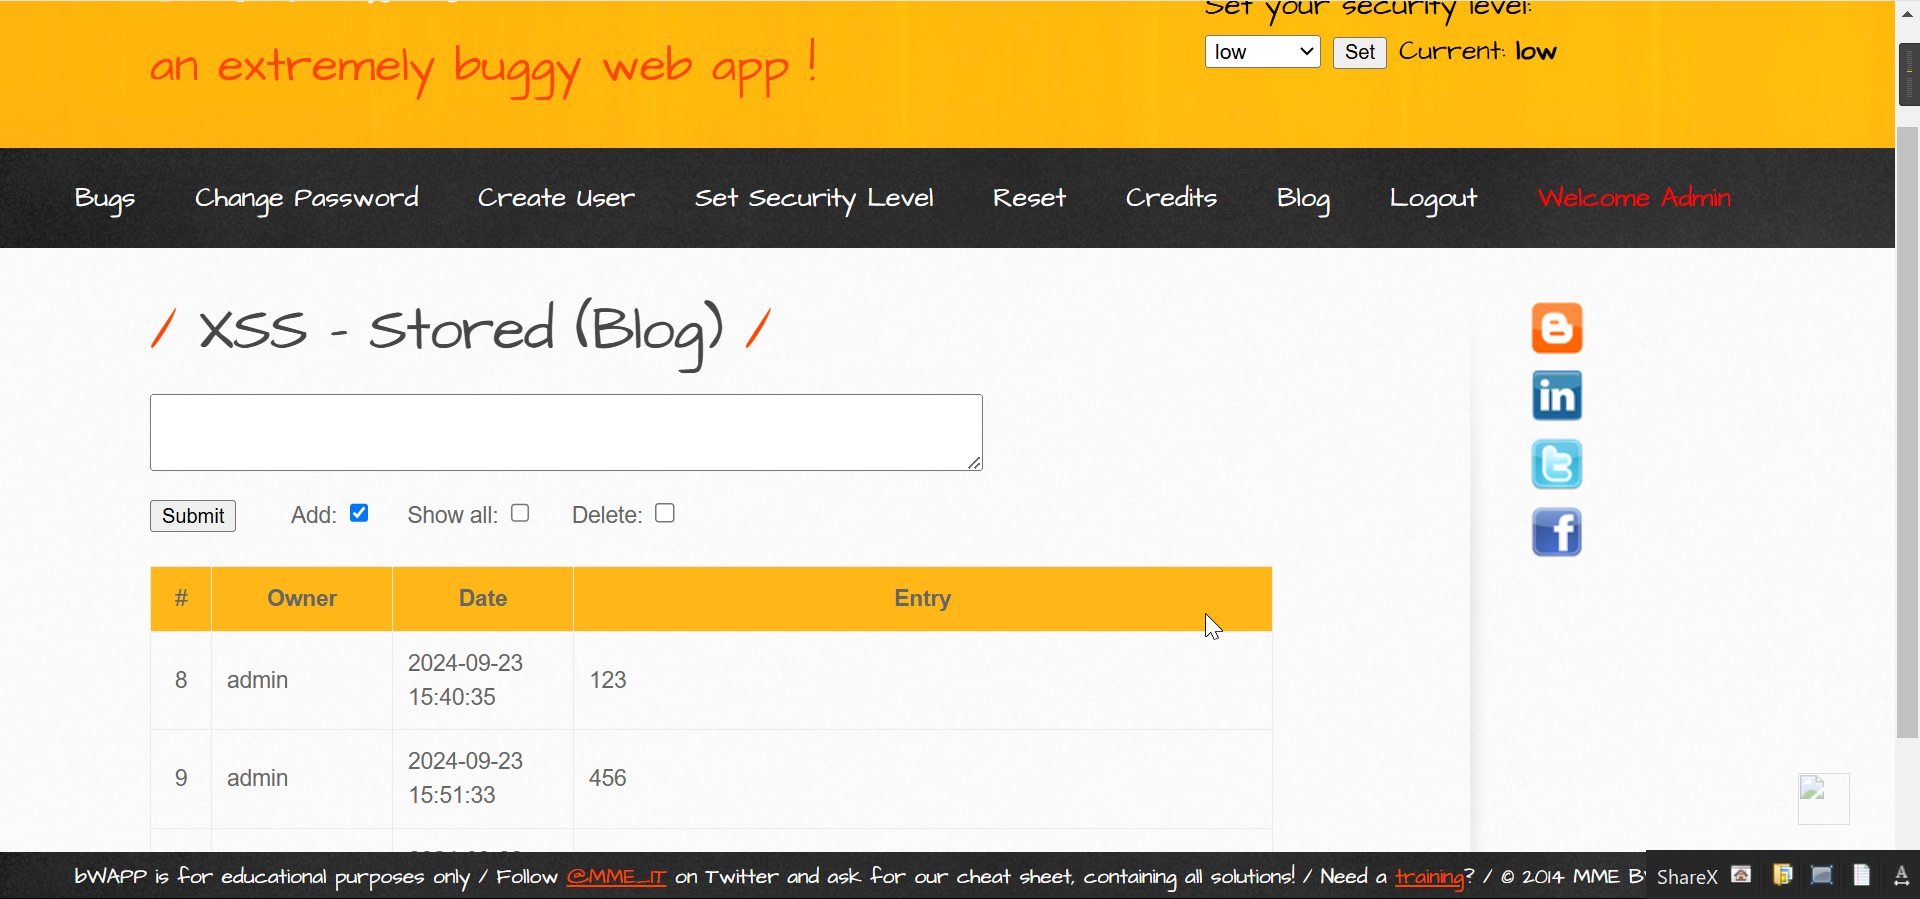 Set your security level:
an extremely buggy web app !
low Set Current: low
Bugs Change Password Create User Set Security Level Reset Credits Blog Logout Welcome Admin
/ XSS - Stored (Blog) /
Submit Add: Show all: Delete:
# Owner Date Entry
8 admin 2024-09-23 123
15:40:35
9 admin 2024-09-23 456
15:51:33
bWAPP is for educational purposes only / Follow @MME_IT on Twitter and ask for our cheat sheet, containing all solutions! / Need a training? / © 2014 MME
ShareX